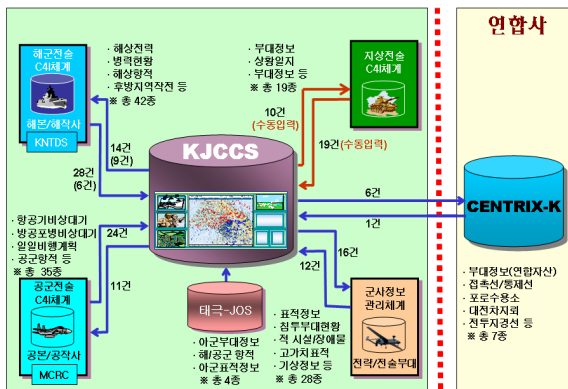 해군전술
C4I체계
해본/해작사
KNTDS
· 해상전력
· 병력현황
· 해상항적
· 후방지역작전 등
※ 총 42종
· 부대정보
· 상황일지
· 부대정보 등
※ 총 19종
지상전술
C4I체계
10건
(수동입력)
19건(수동입력)
14건
(9건)
28건
(6건)
KJCCS
연합사
6건
1건
CENTRIX-K
· 부대정보(연합자산)
· 접촉선/통제선
· 포로수용소
· 대전차지뢰
· 전투지경선 등
※ 총 7종
· 항공기비상대기
· 방공포병비상대기
· 일일비행계획
· 공군항적 등
※ 총 35종
24건
11건
공군전술
C4I체계
공본/공작사
MCRC
태극-JOS
· 아군부대정보
· 해/공군 항적
· 아군표적정보
※ 총 4종
16건
12건
· 표적정보
· 침투부대현황
· 적 시설/장애물
· 고가치표적
· 기상정보 등
※ 총 28종
군사정보
관리체계
전략/전술부대